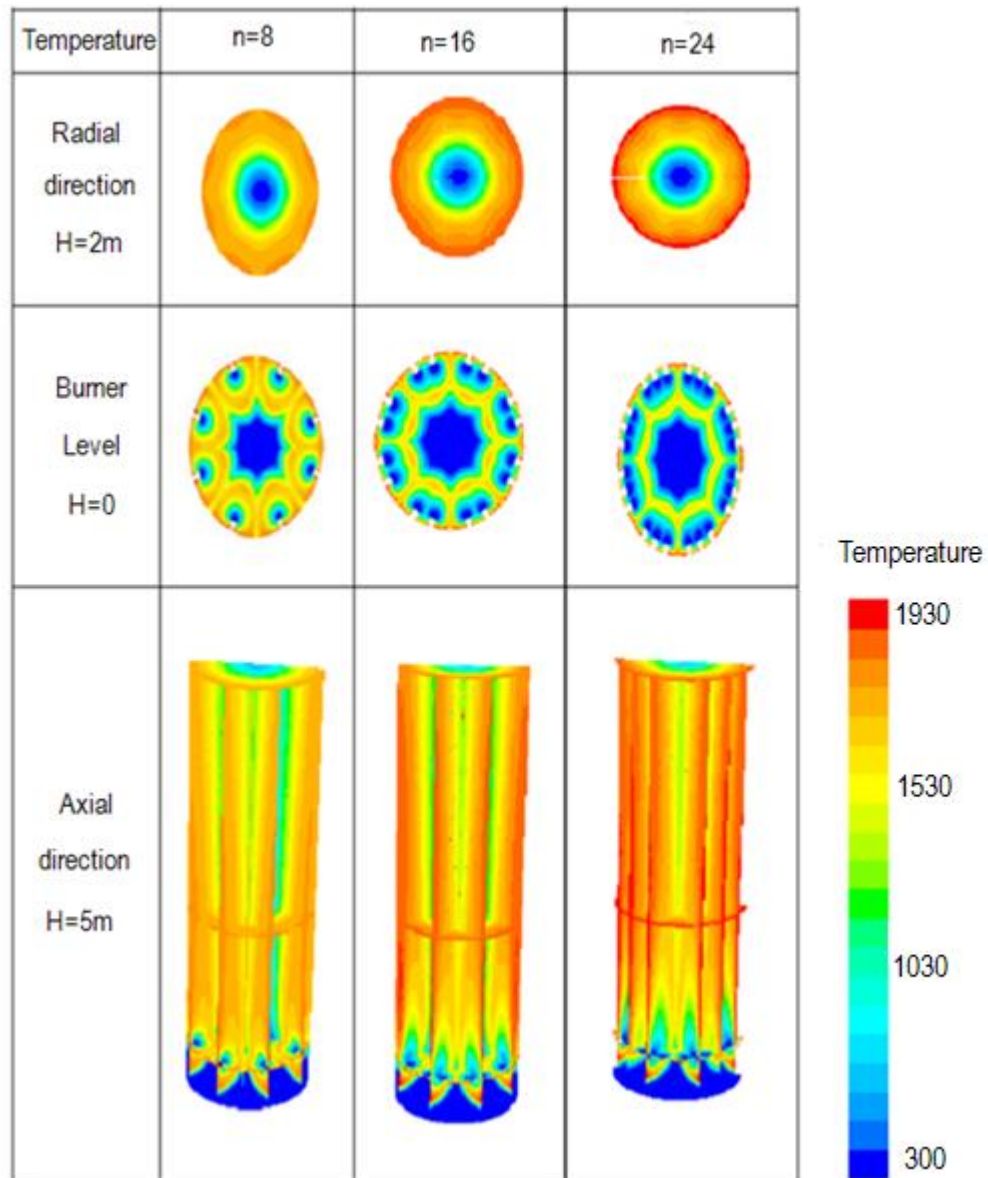 Temperature
n=8
n=16
n=24
Radial
direction
H=2m
Burner
Level
H=0
Axial
direction
H=5m
Temperature
1930
1530
1030
300